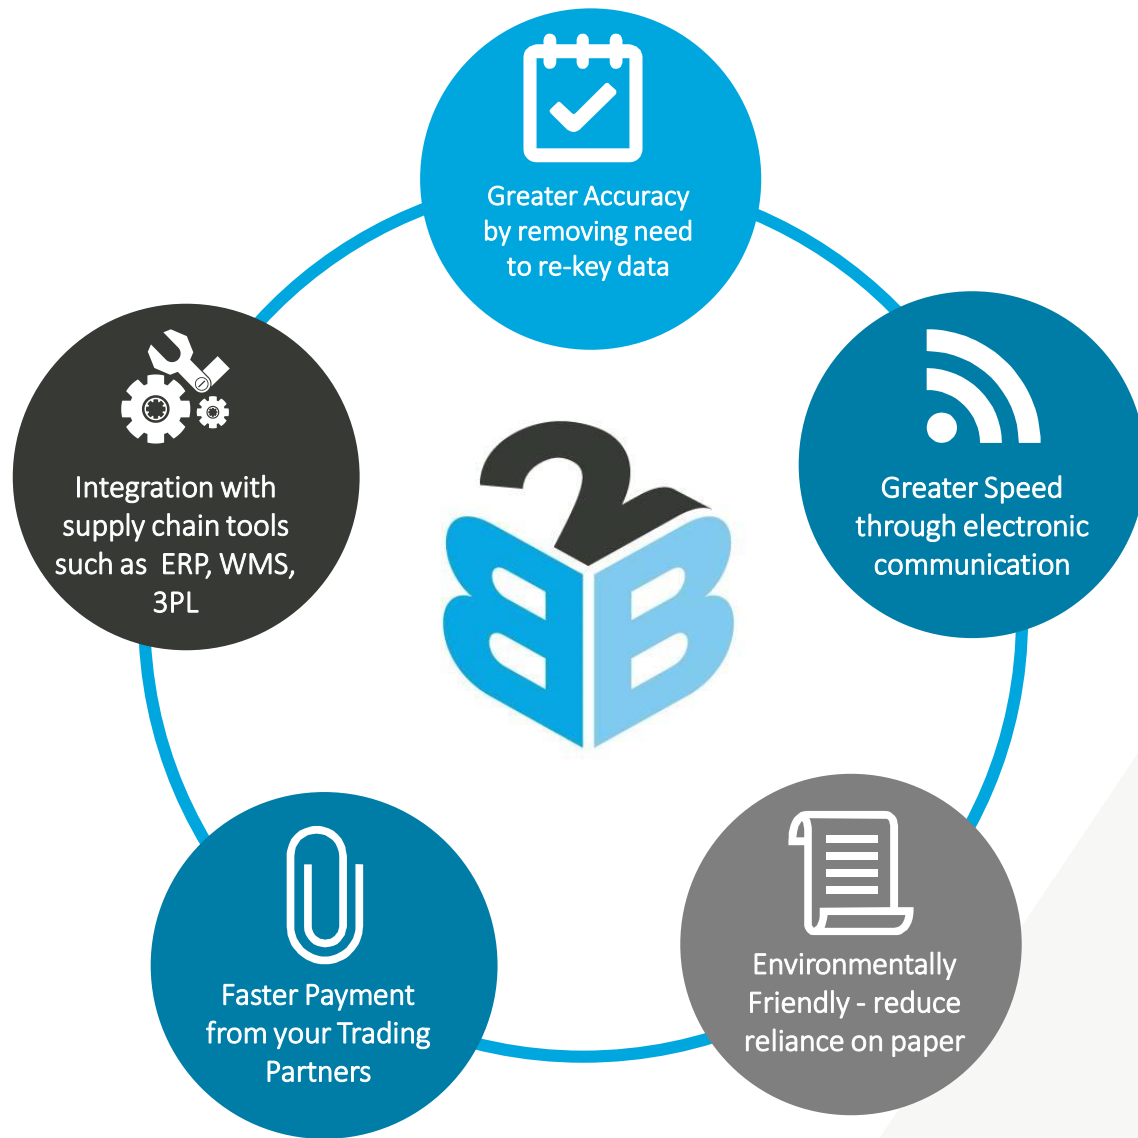 Greater Accuracy
by removing need
to re-key data
Greater Speed
through electronic
communication
Environmentally
Friendly - reduce
reliance on paper
Faster Payment
from your Trading
Partners
Integration with
supply chain tools
such as  ERP, WMS,
3PL
B2B